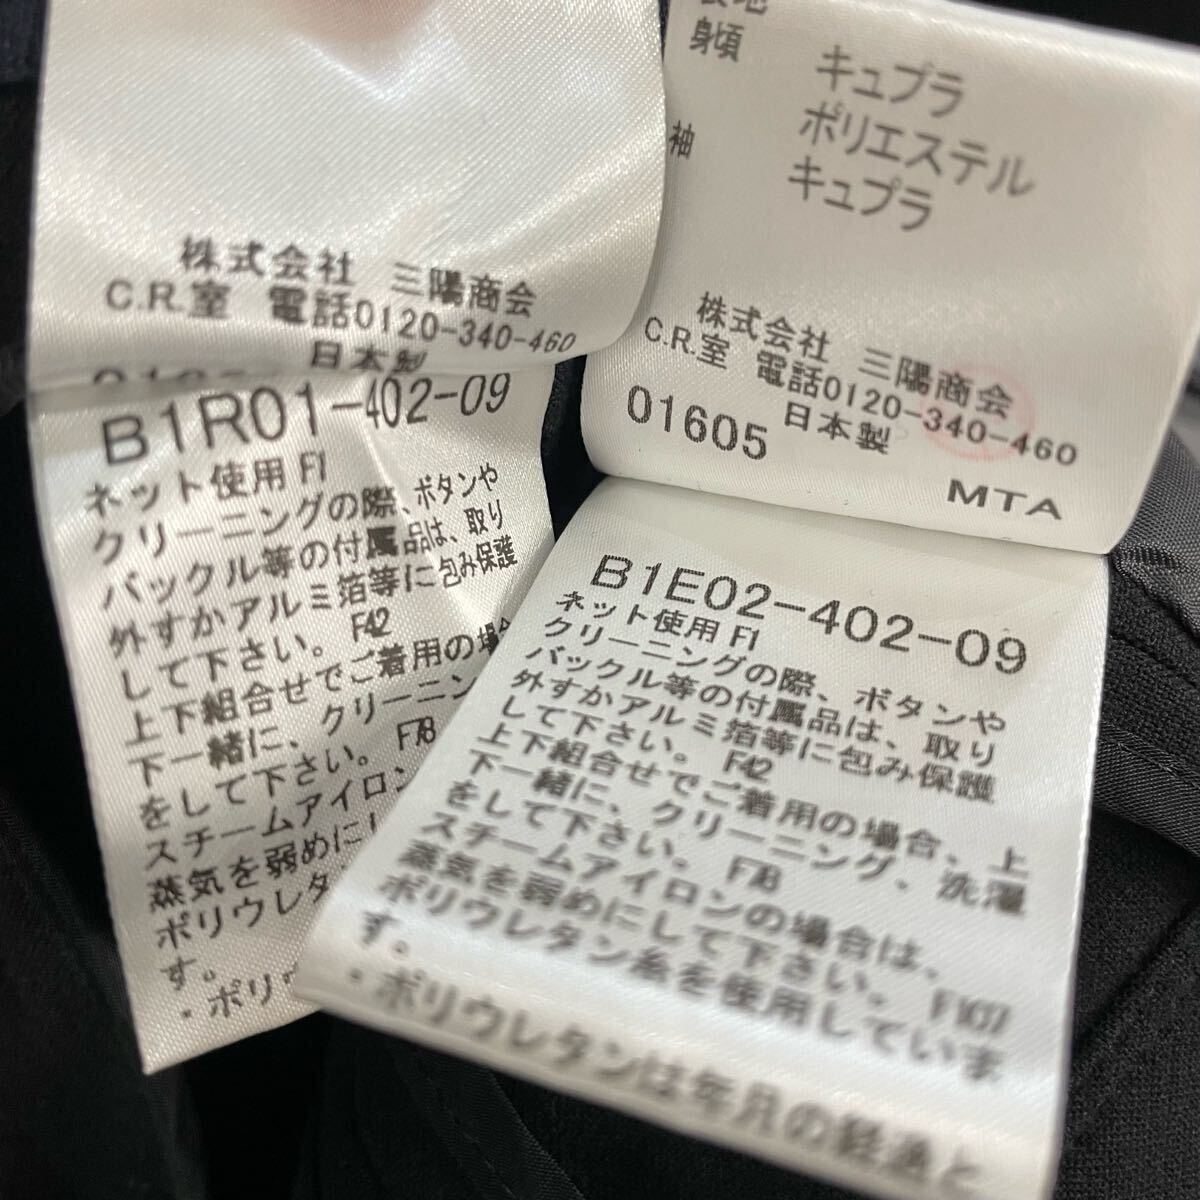 株式会社 三陽商会
C.R.室 電話0120-340-460
日本製
B1R01-402-09
ネット使用 F1
クリーニングの際、ボタンや
バックル等の付属品は、取り
外すかアルミ箔等に包み保護
して下さい。 F42
上下組合せでご着用の場合
下一緒に、クリーニン
をして下さい。 F78
スチームアイロン
蒸気を弱めにし
ポリウレタ
す。
・ポリウ
身頃
キュプラ
ポリエステル
袖
キュプラ
株式会社 三陽商会
C.R.室 電話0120-340-460
日本製
01605
MTA
B1E02-402-09
ネット使用 F1
クリーニングの際、ボタンや
バックル等の付属品は、取り
外すかアルミ箔等に包み保護
して下さい。 F42
上下組合せでご着用の場合、上
下一緒に、クリーニング、洗濯
をして下さい。 F78
スチームアイロンの場合は、
蒸気を弱めにして下さい。 F107
ポリウレタン糸を使用していま
す。
・ポリウレタンは年月の経過と